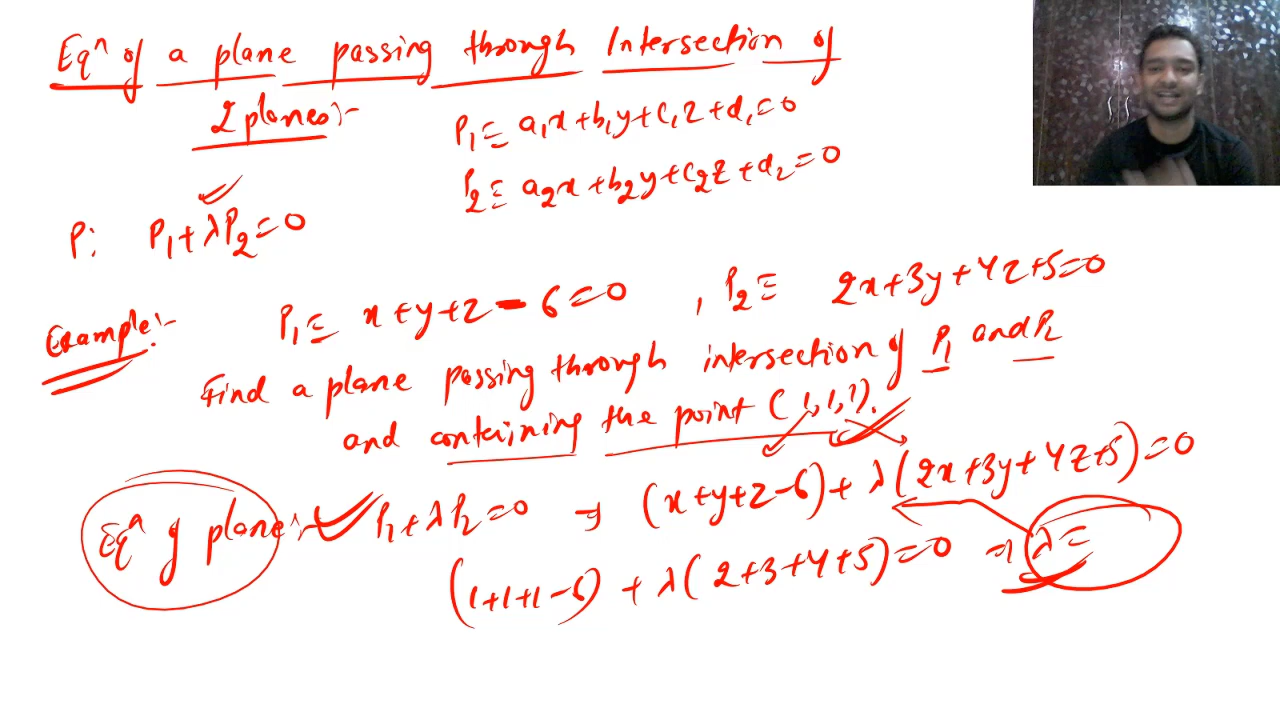 Eqⁿ of a plane passing through Intersection of
2 planes:-
P₁ ≡ a₁x+b₁y+c₁z+d₁=0
P₂ ≡ a₂x+b₂y+c₂z+d₂=0
P: P₁+λP₂=0
Example:- P₁ ≡ x+y+z-6=0 , P₂ ≡ 2x+3y+4z+5=0
Find a plane passing through intersection of P₁ and P₂
and containing the point (1,1,1).
Eqⁿ of plane:- P₁+λP₂=0 ⇒ (x+y+z-6)+λ(2x+3y+4z+5)=0
(1+1+1-6)+λ(2+3+4+5)=0 ⇒ λ=